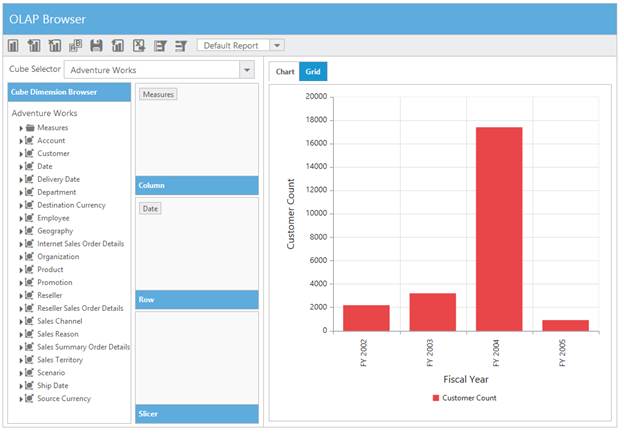 OLAP Browser
Default Report
Cube Selector
Adventure Works
Cube Dimension Browser
Adventure Works
Measures
Account
Customer
Date
Delivery Date
Department
Destination Currency
Employee
Geography
Internet Sales Order Details
Organization
Product
Promotion
Reseller
Reseller Sales Order Details
Sales Channel
Sales Reason
Sales Summary Order Details
Sales Territory
Scenario
Ship Date
Source Currency
Measures
Column
Date
Row
Slicer
Chart
Grid
20000
18000
16000
14000
12000
10000
8000
6000
4000
2000
0
Customer Count
FY 2002
FY 2003
FY 2004
FY 2005
Fiscal Year
Customer Count